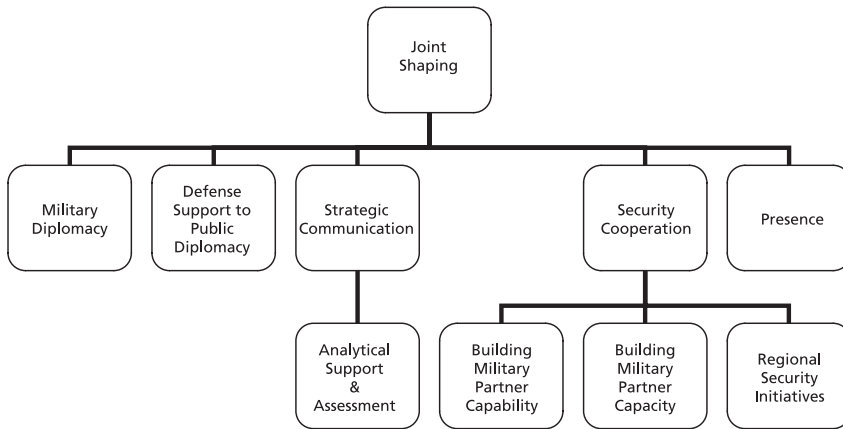 Joint
Shaping
Military
Diplomacy
Defense
Support to
Public
Diplomacy
Strategic
Communication
Security
Cooperation
Presence
Analytical
Support
&
Assessment
Building
Military
Partner
Capability
Building
Military
Partner
Capacity
Regional
Security
Initiatives